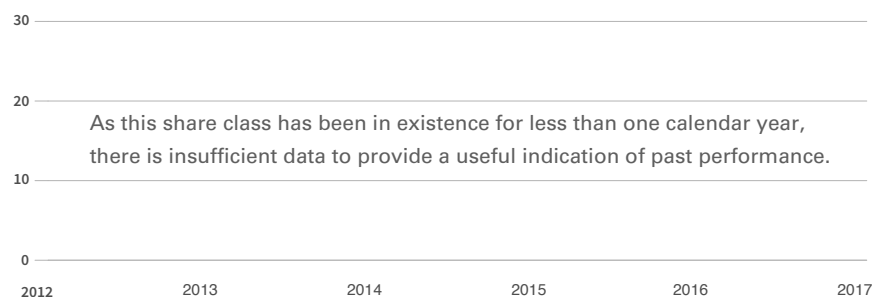 30
20
As this share class has been in existence for less than one calendar year,
there is insufficient data to provide a useful indication of past performance.
10
0
2012 2013 2014 2015 2016 2017